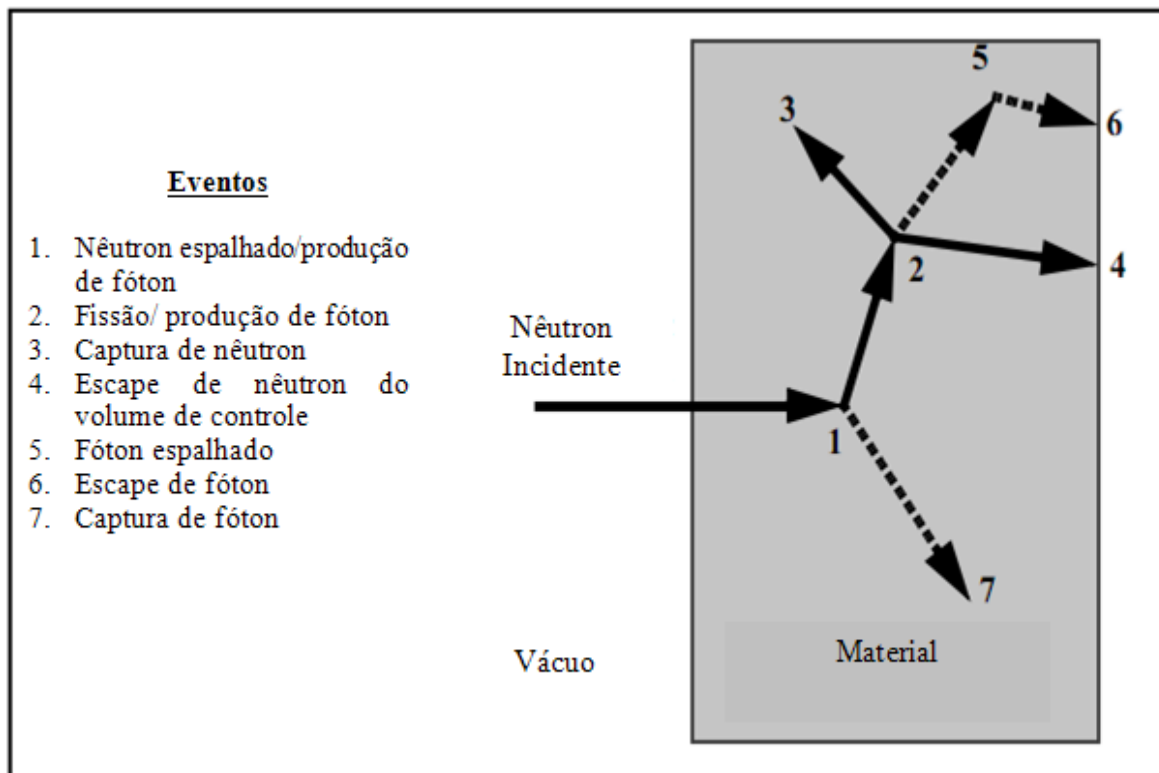 Eventos
1. Nêutron espalhado/produção
de fóton
2. Fissão/ produção de fóton
3. Captura de nêutron
4. Escape de nêutron do
volume de controle
5. Fóton espalhado
6. Escape de fóton
7. Captura de fóton
Nêutron
Incidente
Vácuo
5
3
6
2
4
1
7
Material